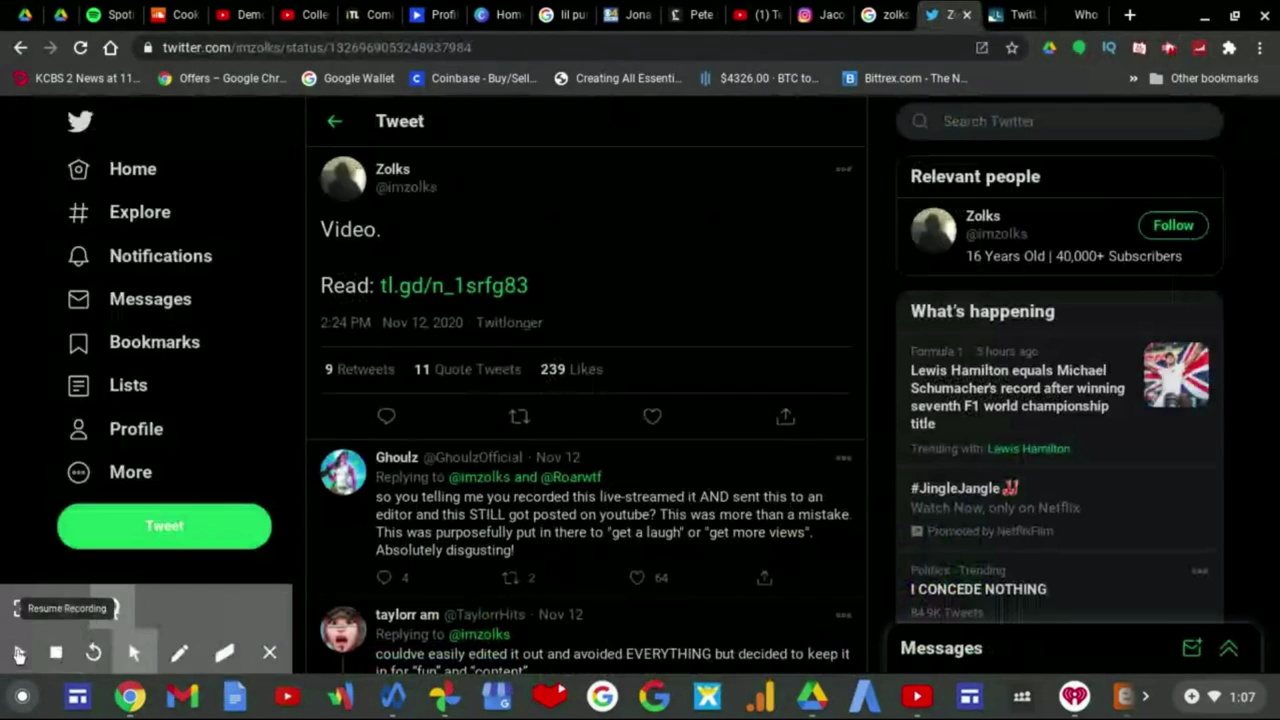 Spoti
Cook
Demo
Colle
Com
Profi
Hom
lil pu
Jona
Pete
(1) Te
Jaco
zolks
Twitl
Who
twitter.com/imzolks/status/1326969053248937984
KCBS 2 News at 11...
Offers – Google Chr...
Google Wallet
Coinbase - Buy/Sell...
Creating All Essenti...
$4326.00 · BTC to...
Bittrex.com - The N...
Other bookmarks
Home
Explore
Notifications
Messages
Bookmarks
Lists
Profile
More
Tweet
Resume Recording
Tweet
Zolks
@imzolks
Video.
Read: tl.gd/n_1srfg83
2:24 PM Nov 12, 2020 Twitlonger
9 Retweets 11 Quote Tweets 239 Likes
Ghoulz @GhoulzOfficial · Nov 12
Replying to @imzolks and @Roarwtf
so you telling me you recorded this live-streamed it AND sent this to an
editor and this STILL got posted on youtube? This was more than a mistake.
This was purposefully put in there to "get a laugh" or "get more views".
Absolutely disgusting!
4 2 64
taylorr am @TaylorrHits · Nov 12
Replying to @imzolks
couldve easily edited it out and avoided EVERYTHING but decided to keep it
in for "fun" and "content"
Search Twitter
Relevant people
Zolks
@imzolks
Follow
16 Years Old | 40,000+ Subscribers
What's happening
Formula 1 · 5 hours ago
Lewis Hamilton equals Michael
Schumacher's record after winning
seventh F1 world championship
title
Trending with Lewis Hamilton
#JingleJangle
Watch Now, only on Netflix
Promoted by NetflixFilm
Politics · Trending
I CONCEDE NOTHING
84.9K Tweets
Messages
1:07